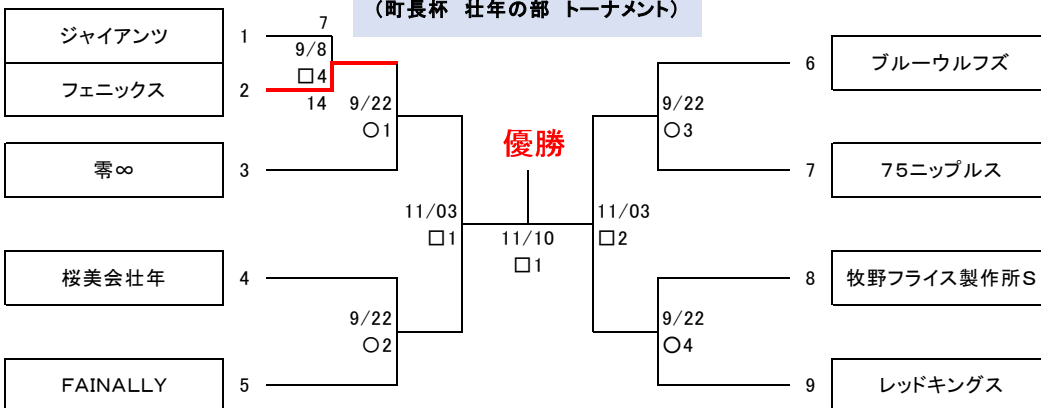 (町長杯 壮年の部 トーナメント)
ジャイアンツ
1
7
9/8
□4
フェニックス
2
14
9/22
○1
零∞
3
11/03
□1
桜美会壮年
4
9/22
○2
FAINALLY
5
優勝
11/10
□1
6
ブルーウルフズ
9/22
○3
7
75ニップルス
11/03
□2
8
牧野フライス製作所S
9/22
○4
9
レッドキングス